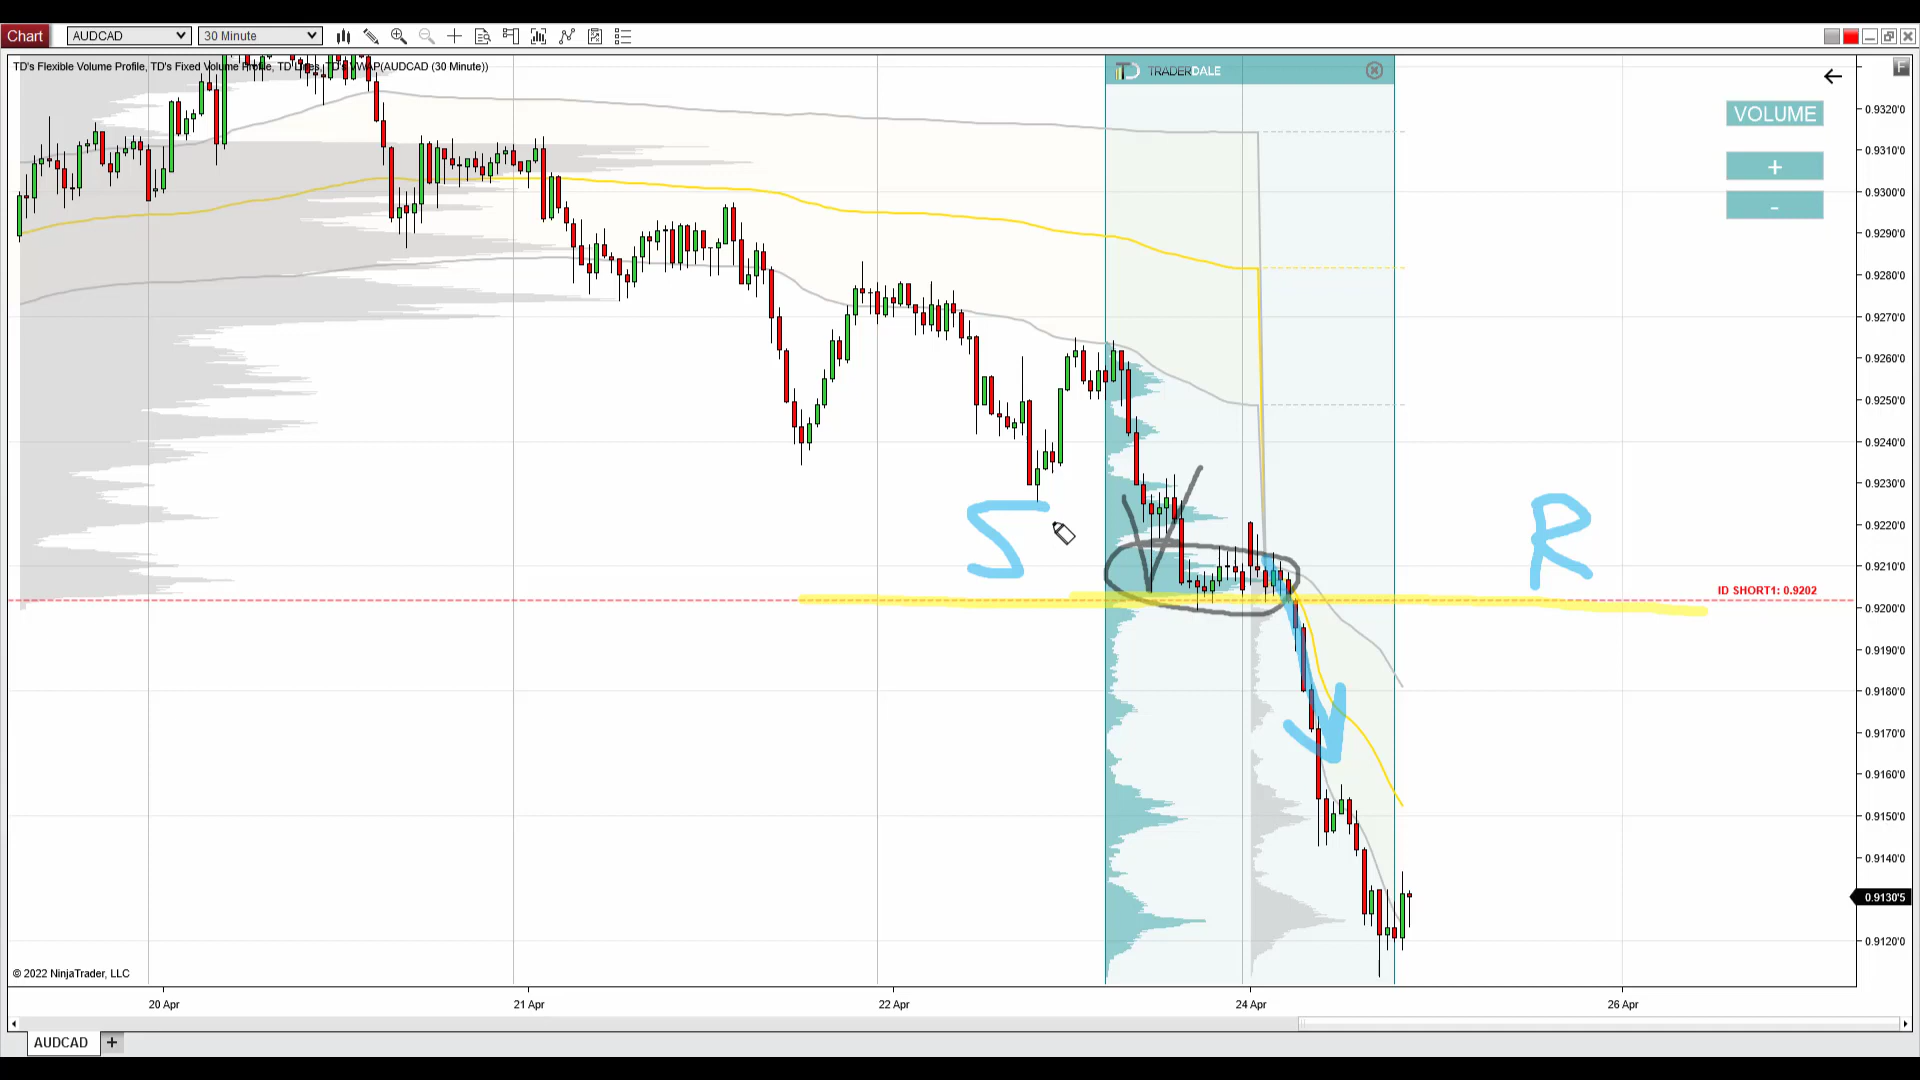 Chart AUDCAD 30 Minute
TD's Flexible Volume Profile, TD's Fixed Volume Profile, TD Lines, TD's VWAP(AUDCAD (30 Minute))
TRADERDALE
F
VOLUME
+
-
0.9320'0
0.9310'0
0.9300'0
0.9290'0
0.9280'0
0.9270'0
0.9260'0
0.9250'0
0.9240'0
0.9230'0
0.9220'0
0.9210'0
0.9200'0
0.9190'0
0.9180'0
0.9170'0
0.9160'0
0.9150'0
0.9140'0
0.9130'5
0.9120'0
S
R
ID SHORT1: 0.9202
© 2022 NinjaTrader, LLC
20 Apr 21 Apr 22 Apr 24 Apr 26 Apr
AUDCAD +